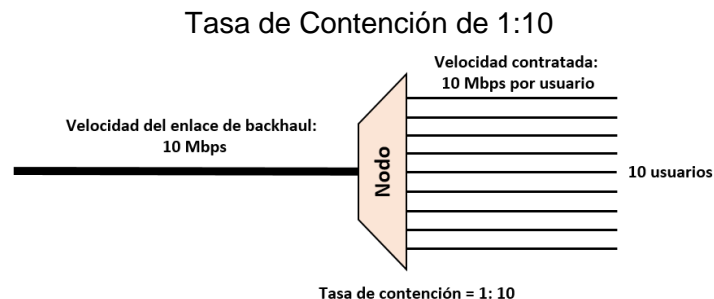 Tasa de Contención de 1:10
Velocidad contratada:
10 Mbps por usuario
Velocidad del enlace de backhaul:
10 Mbps
Nodo
10 usuarios
Tasa de contención = 1: 10